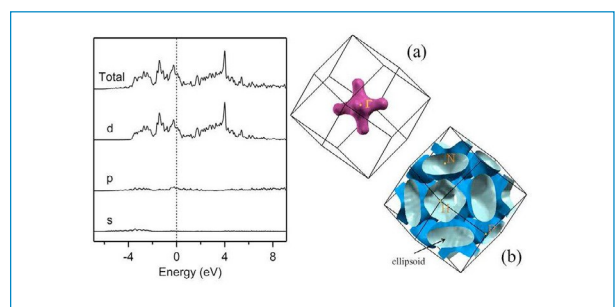 Total
d
p
s
-4 0 4 8
Energy (eV)
(a)
Γ
N
H
ellipsoid
(b)